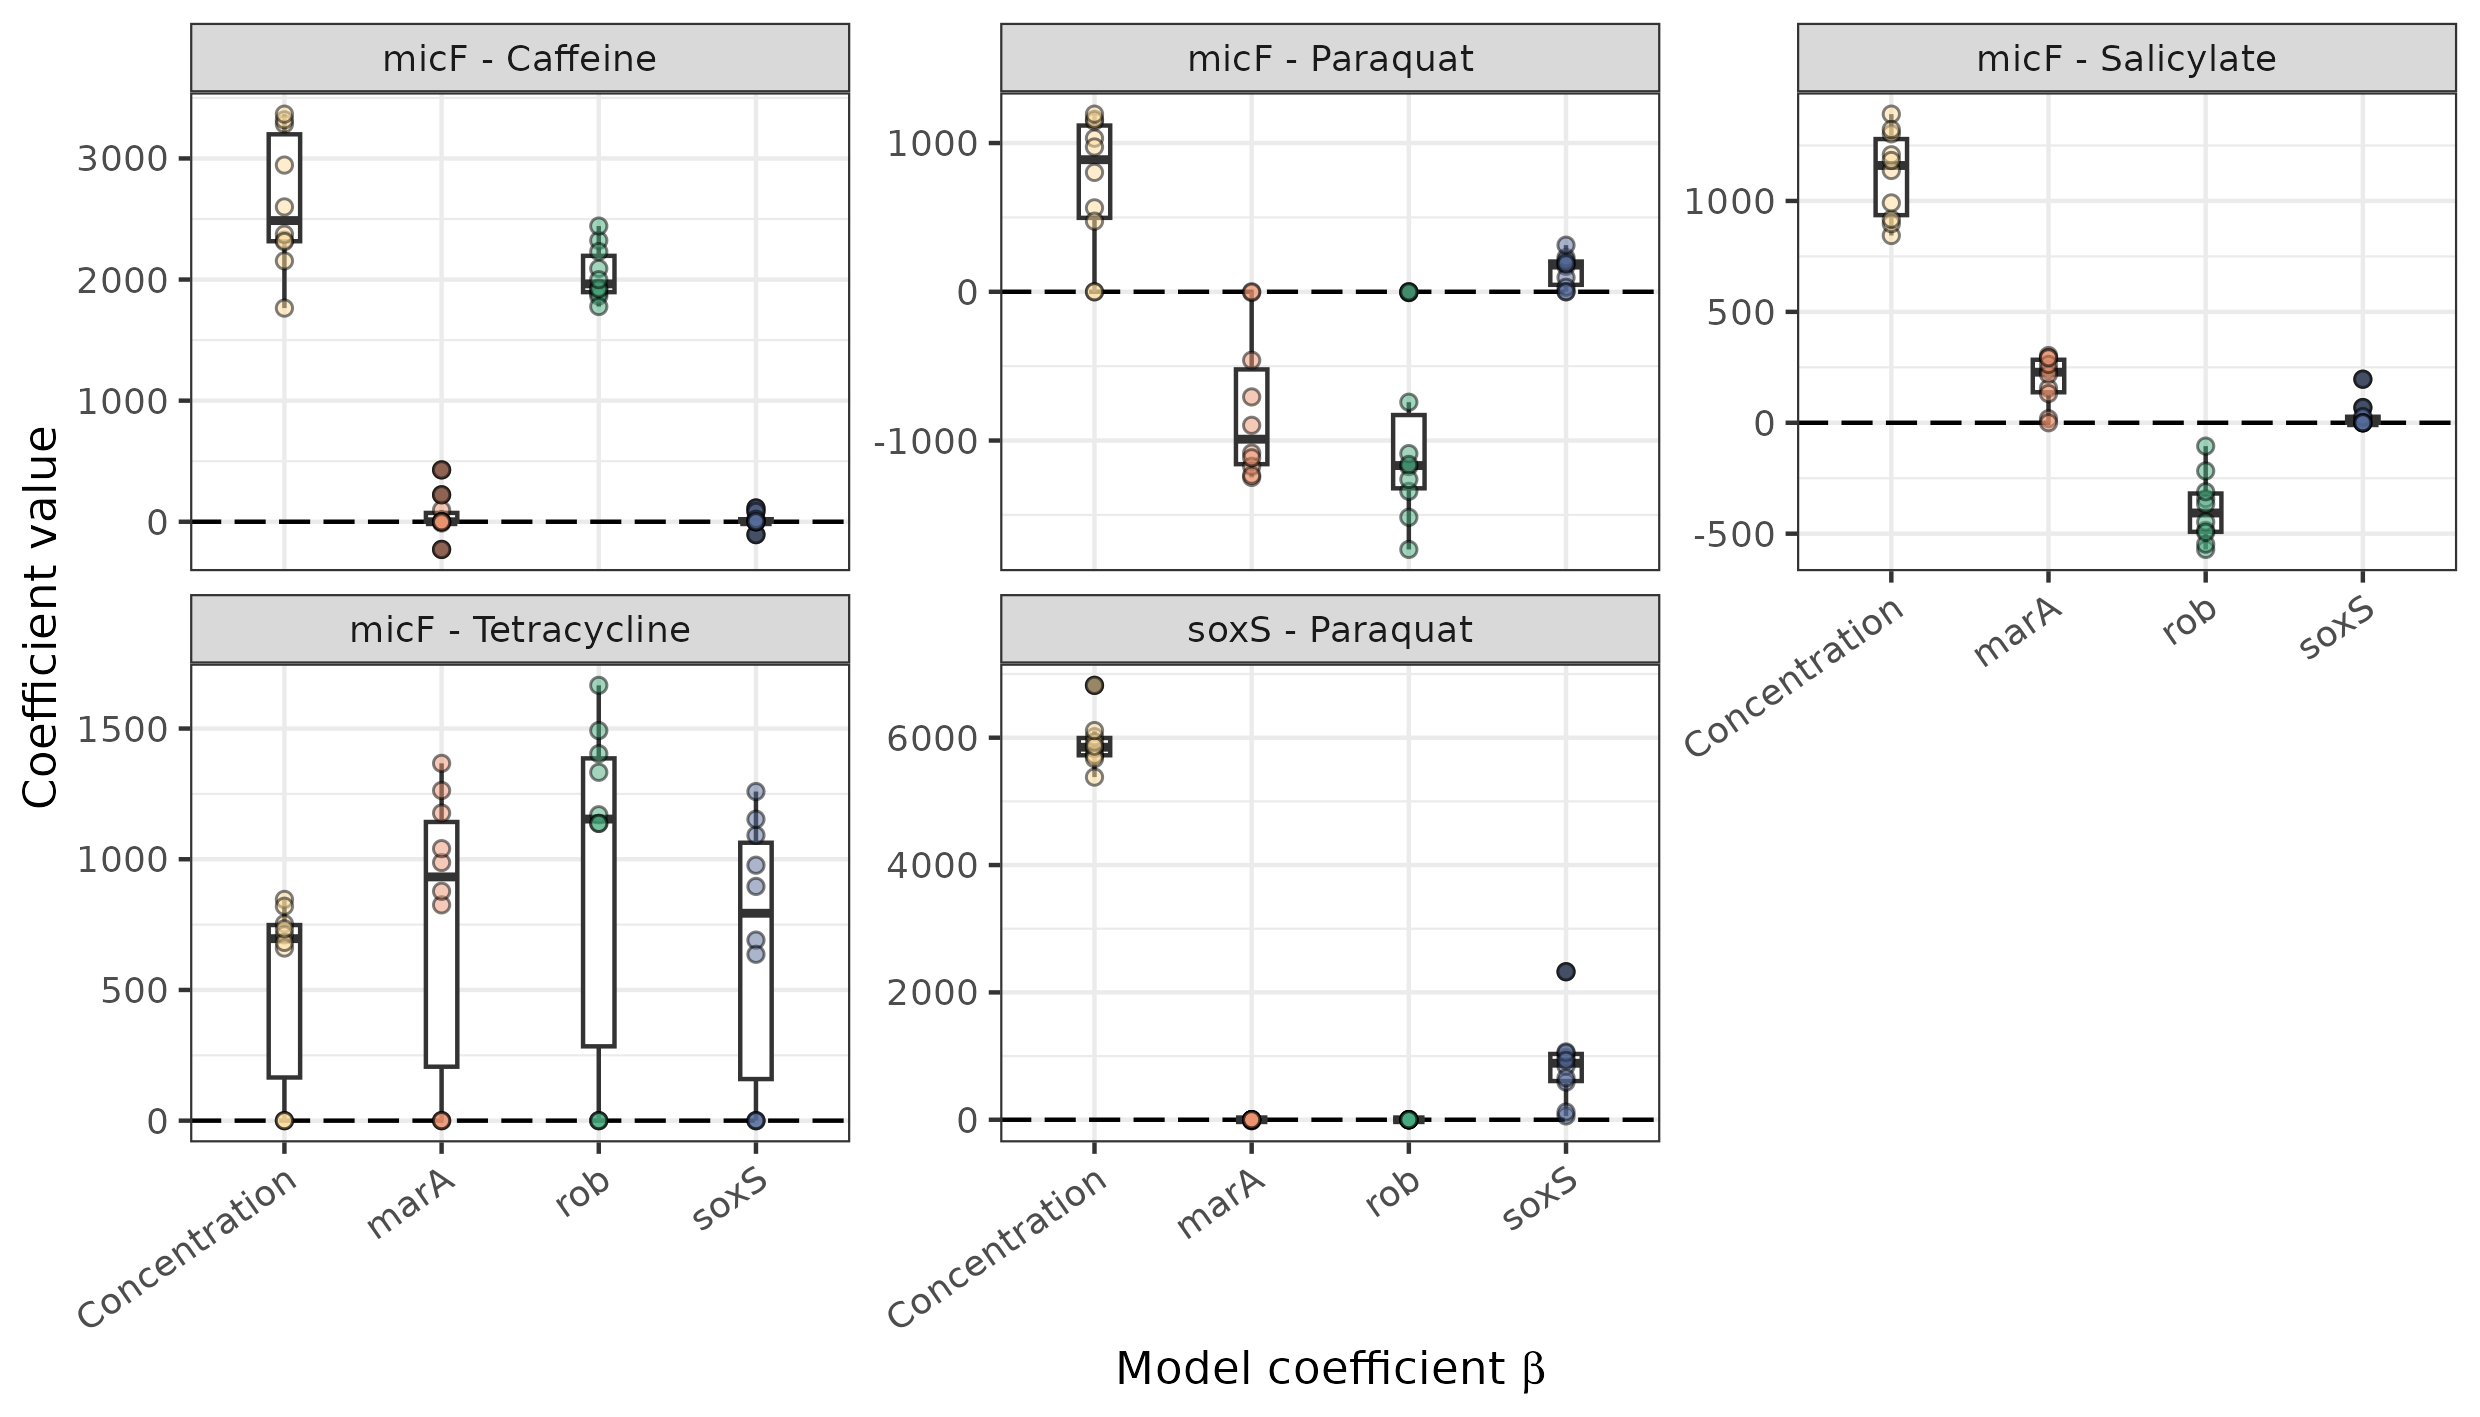 micF - Caffeine
micF - Paraquat
micF - Salicylate
3000
2000
1000
0
1000
0
-1000
1000
500
0
-500
Concentration
marA
rob
soxS
Coefficient value
micF - Tetracycline
soxS - Paraquat
1500
1000
500
0
6000
4000
2000
0
Concentration
marA
rob
soxS
Concentration
marA
rob
soxS
Model coefficient β